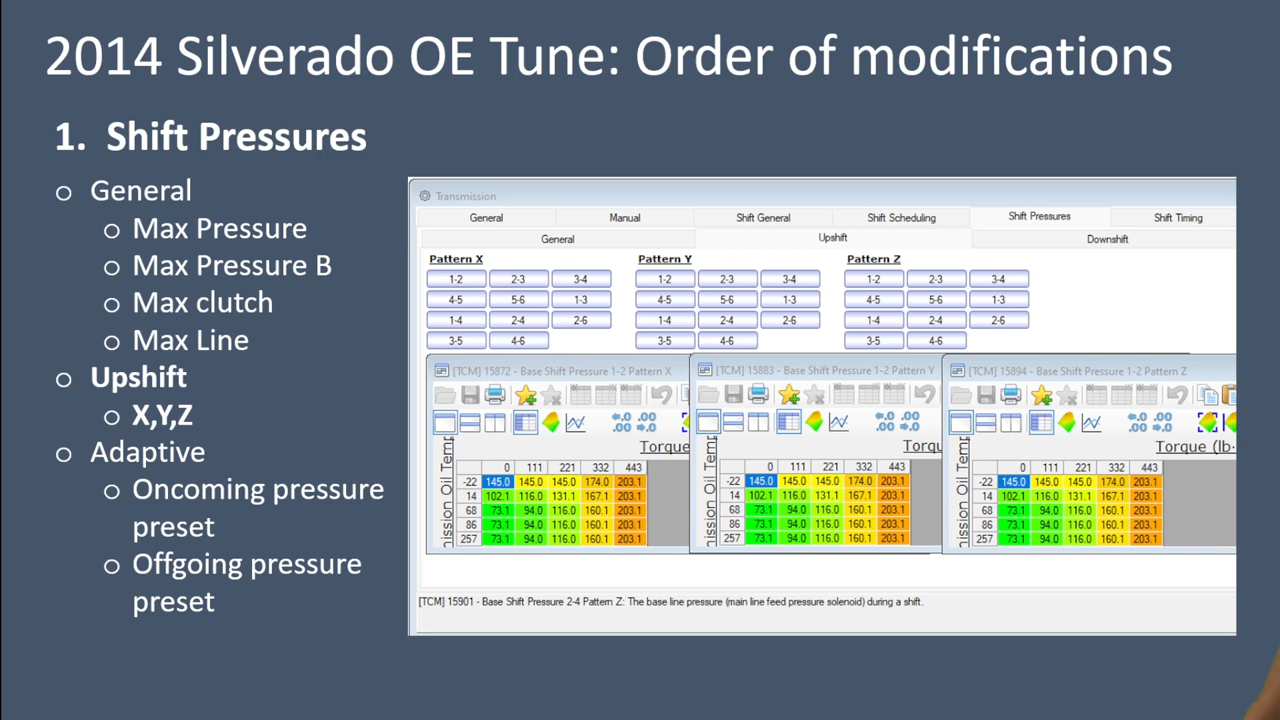 2014 Silverado OE Tune: Order of modifications
1. Shift Pressures
General
Max Pressure
Max Pressure B
Max clutch
Max Line
Upshift
X,Y,Z
Adaptive
Oncoming pressure
preset
Offgoing pressure
preset
Transmission
General Manual Shift General Shift Scheduling Shift Pressures Shift Timing
General Upshift Downshift
Pattern X Pattern Y Pattern Z
1-2 2-3 3-4 1-2 2-3 3-4 1-2 2-3 3-4
4-5 5-6 1-3 4-5 5-6 1-3 4-5 5-6 1-3
1-4 2-4 2-6 1-4 2-4 2-6 1-4 2-4 2-6
3-5 4-6 3-5 4-6 3-5 4-6
[TCM] 15872 - Base Shift Pressure 1-2 Pattern X
Torque
ission Oil Temp
0 111 221 332 443
-22 145.0 145.0 145.0 174.0 203.1
14 102.1 116.0 131.1 167.1 203.1
68 73.1 94.0 116.0 160.1 203.1
86 73.1 94.0 116.0 160.1 203.1
257 73.1 94.0 116.0 160.1 203.1
[TCM] 15883 - Base Shift Pressure 1-2 Pattern Y
Torqu
ission Oil Temp
0 111 221 332 443
-22 145.0 145.0 145.0 174.0 203.1
14 102.1 116.0 131.1 167.1 203.1
68 73.1 94.0 116.0 160.1 203.1
86 73.1 94.0 116.0 160.1 203.1
257 73.1 94.0 116.0 160.1 203.1
[TCM] 15894 - Base Shift Pressure 1-2 Pattern Z
Torque (lb·
ission Oil Temp
0 111 221 332 443
-22 145.0 145.0 145.0 174.0 203.1
14 102.1 116.0 131.1 167.1 203.1
68 73.1 94.0 116.0 160.1 203.1
86 73.1 94.0 116.0 160.1 203.1
257 73.1 94.0 116.0 160.1 203.1
[TCM] 15901 - Base Shift Pressure 2-4 Pattern Z: The base line pressure (main line feed pressure solenoid) during a shift.